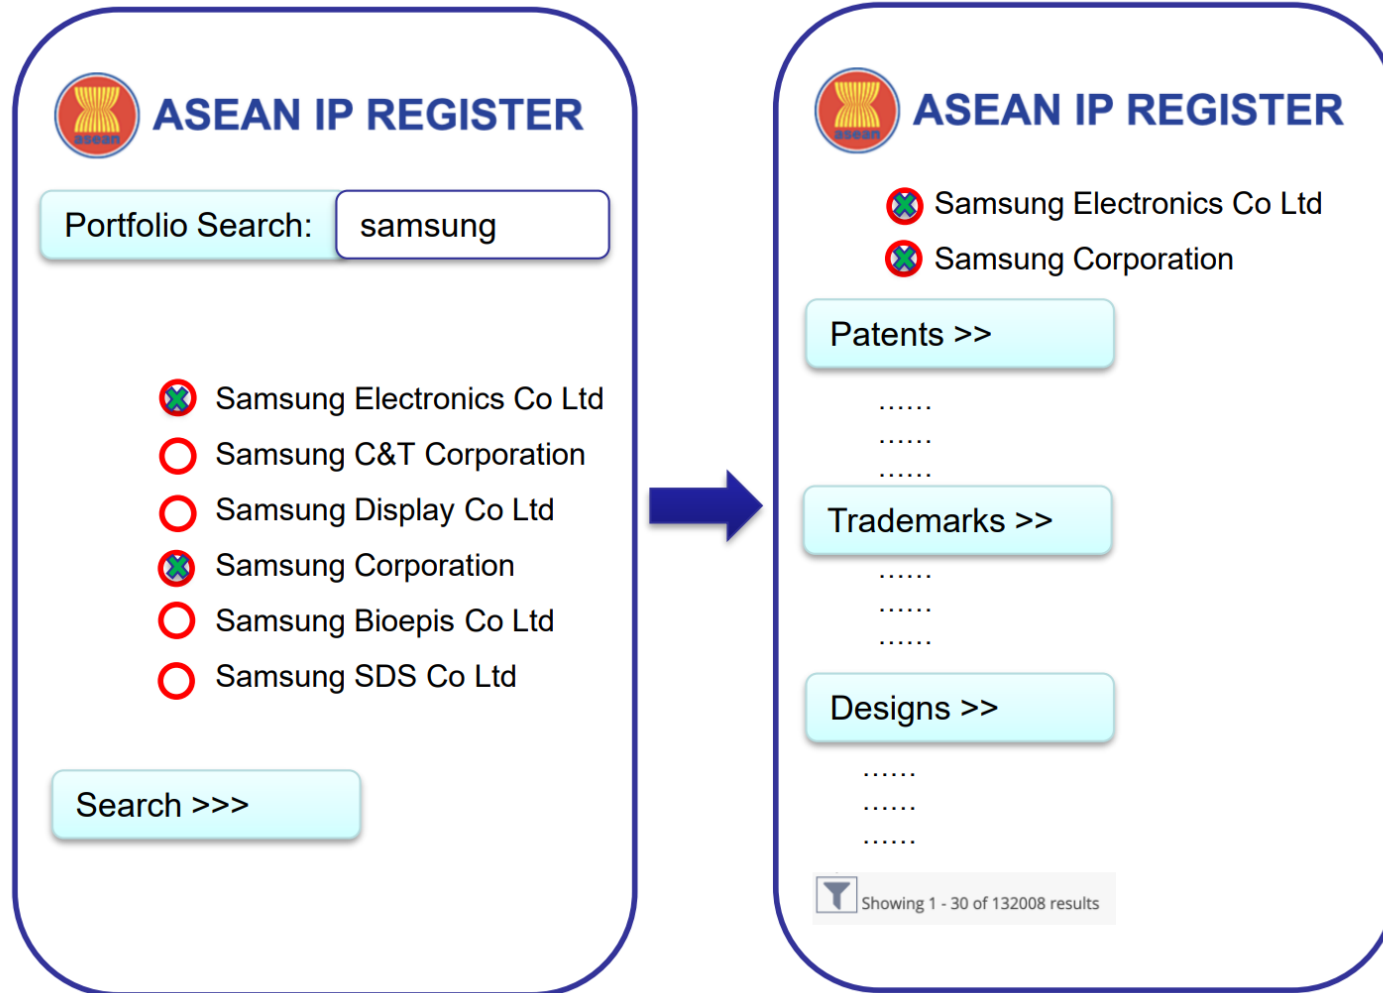 asean
ASEAN IP REGISTER
Portfolio Search:
samsung
Samsung Electronics Co Ltd
Samsung C&T Corporation
Samsung Display Co Ltd
Samsung Corporation
Samsung Bioepis Co Ltd
Samsung SDS Co Ltd
Search >>>
asean
ASEAN IP REGISTER
Samsung Electronics Co Ltd
Samsung Corporation
Patents >>
......
......
......
Trademarks >>
......
......
......
Designs >>
......
......
......
Showing 1 - 30 of 132008 results